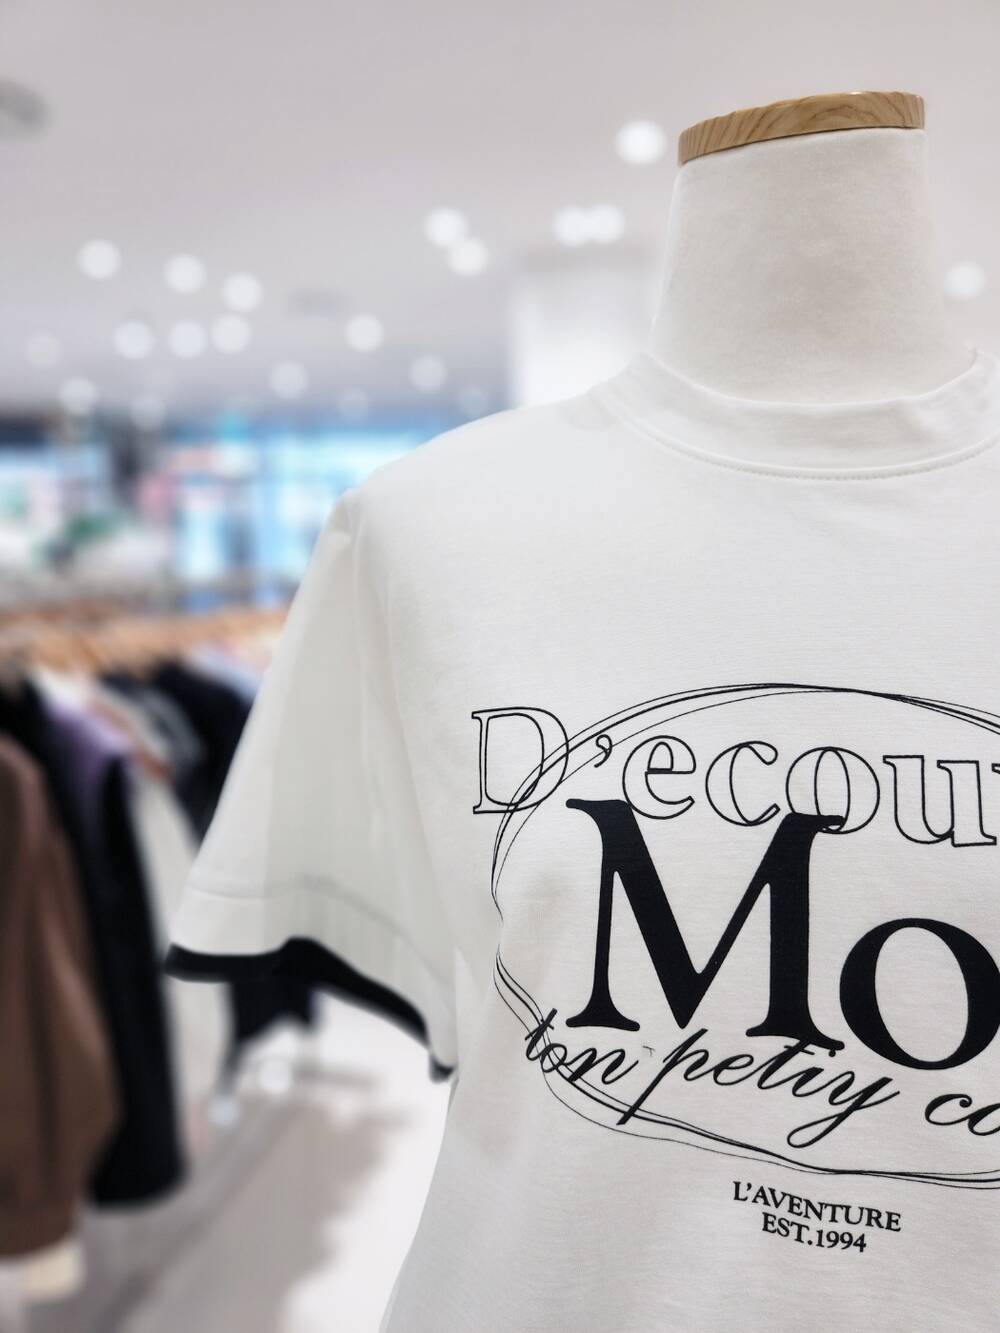 D'ecou
Mo
ton petiy co
L'AVENTURE
EST.1994